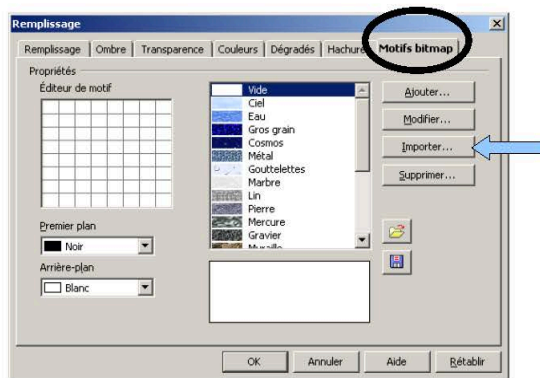 Remplissage
Remplissage Ombre Transparence Couleurs Dégradés Hachure Motifs bitmap
Propriétés
Éditeur de motif
Vide
Ciel
Eau
Gros grain
Cosmos
Métal
Gouttelettes
Marbre
Lin
Pierre
Mercure
Gravier
Muraille
Ajouter...
Modifier...
Importer...
Supprimer...
Premier plan
Noir
Arrière-plan
Blanc
OK Annuler Aide Rétablir